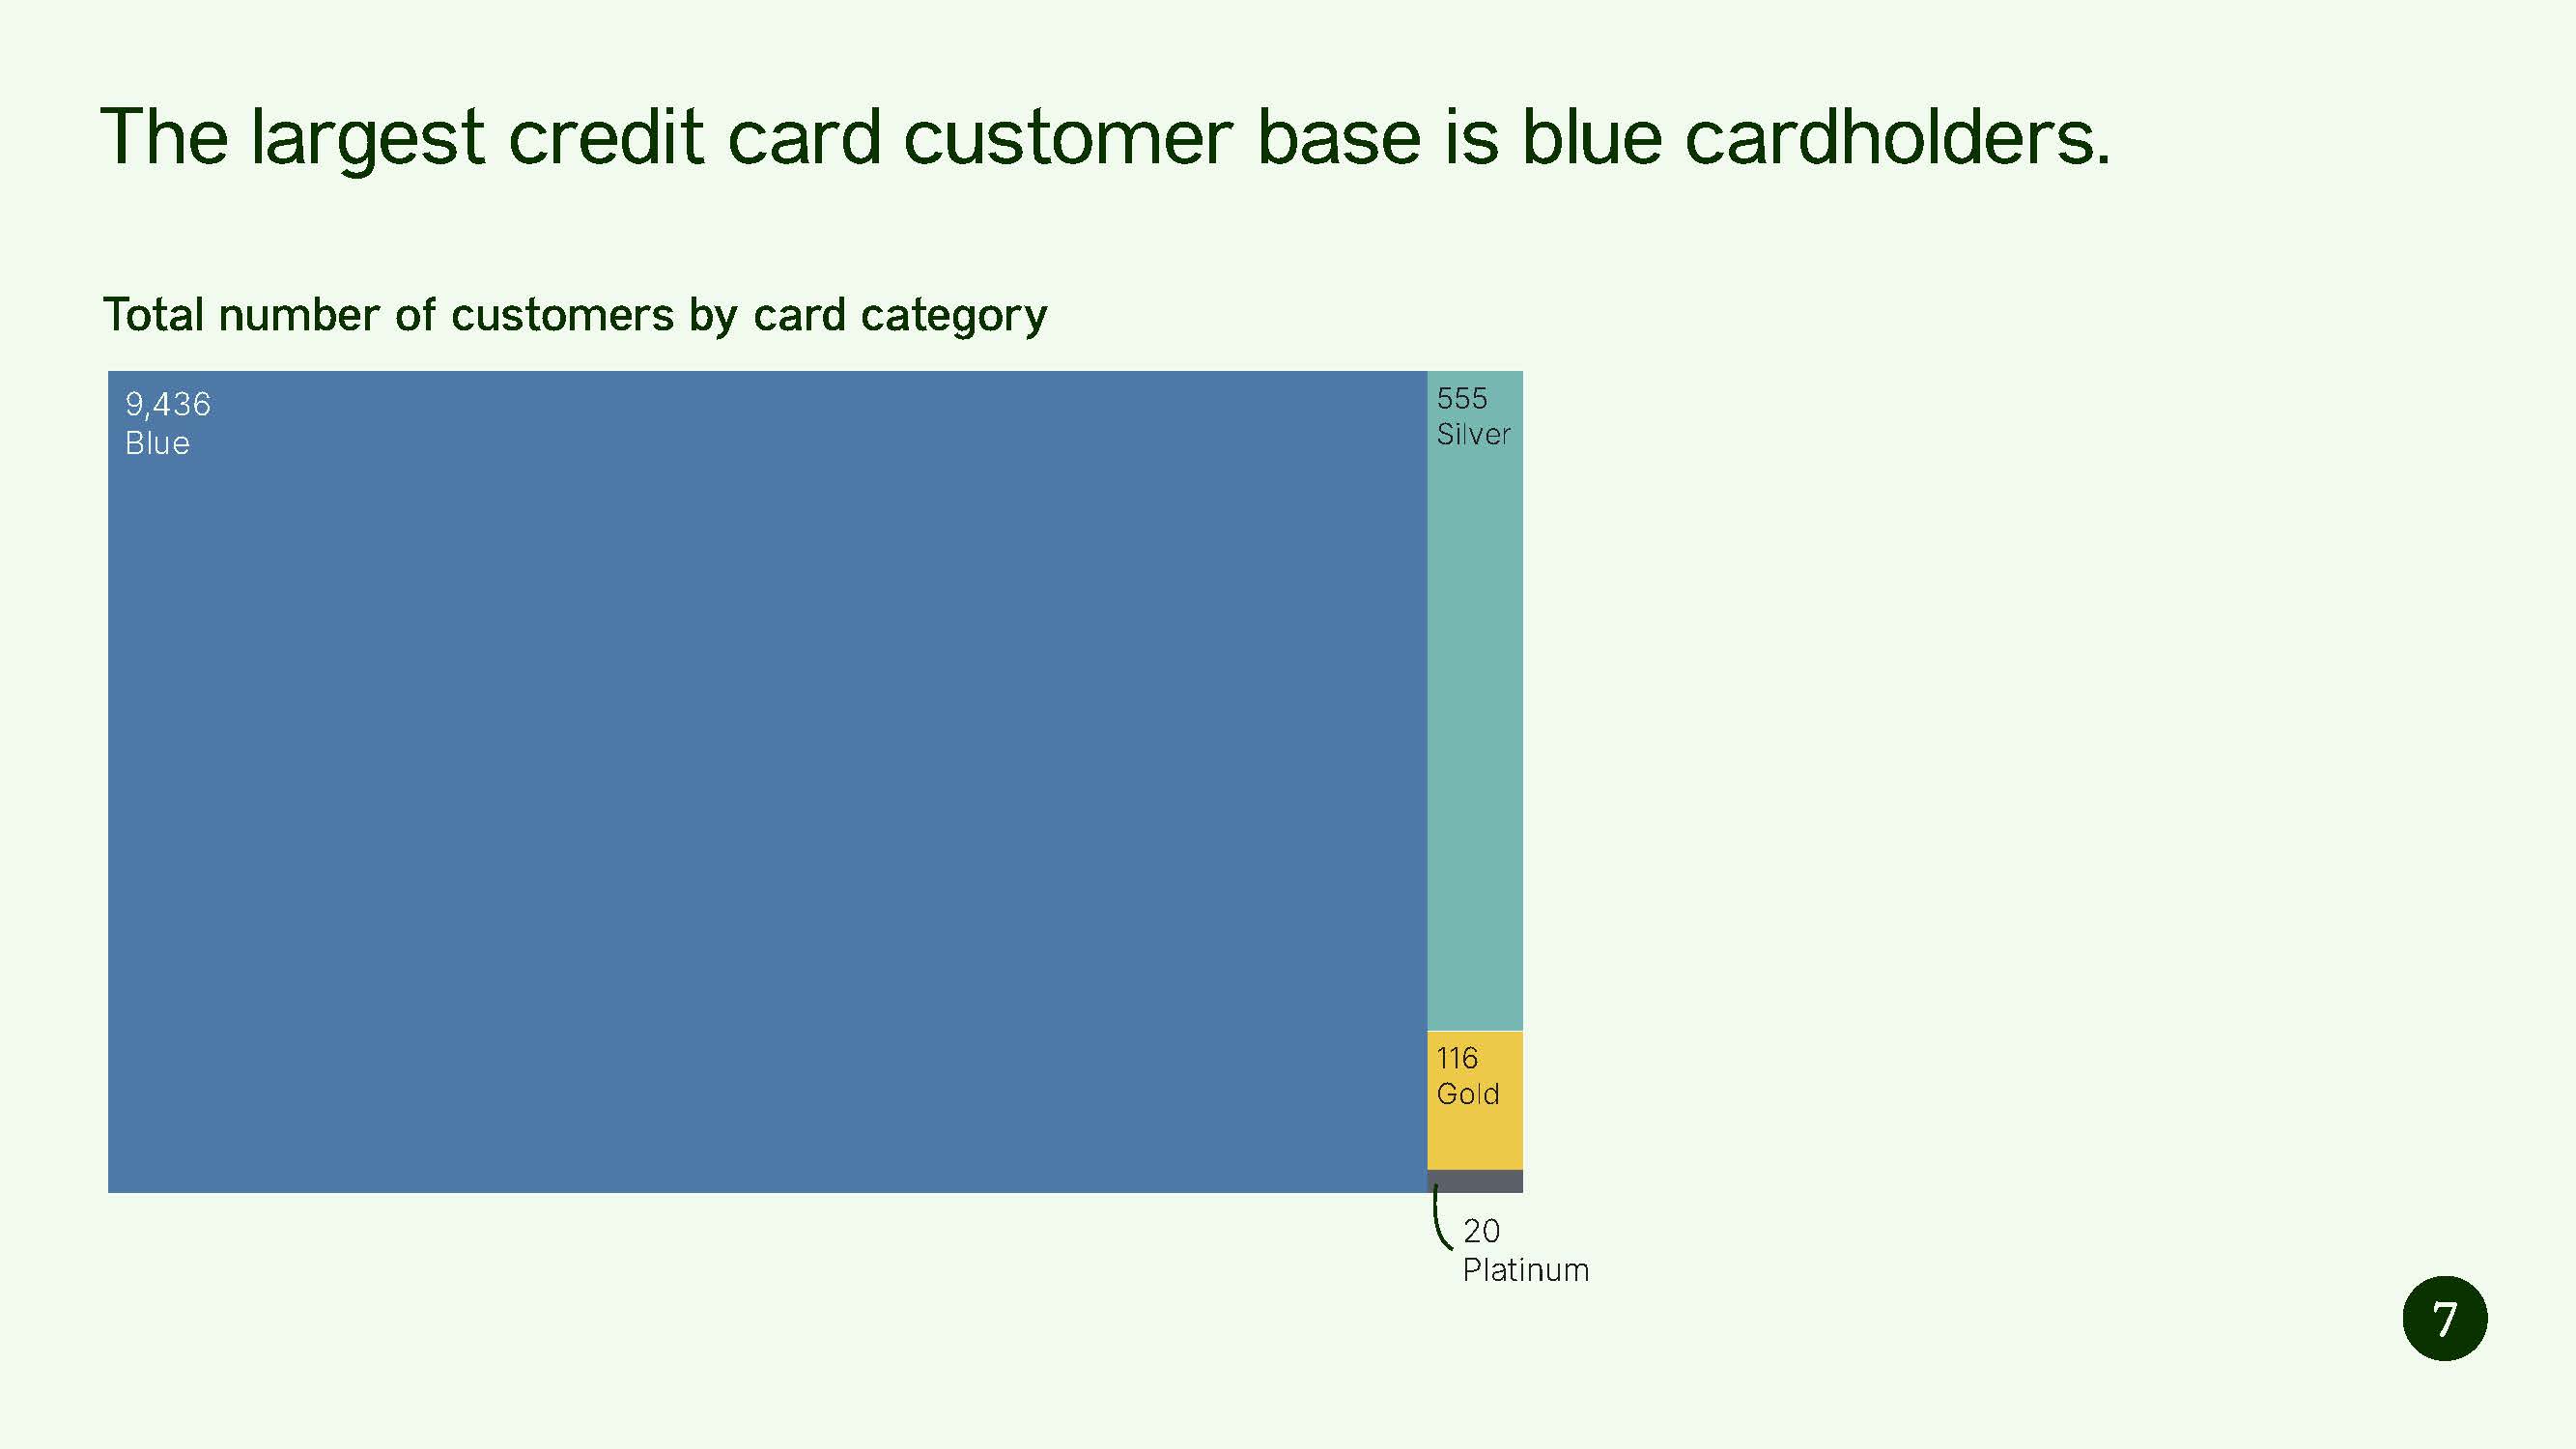 The largest credit card customer base is blue cardholders.
Total number of customers by card category
9,436
Blue
555
Silver
116
Gold
20
Platinum
7